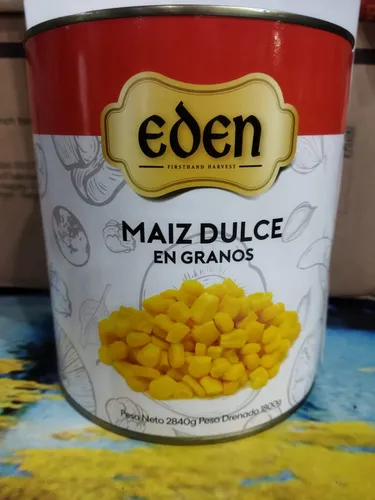 eden
FIRSTHAND HARVEST
MAIZ DULCE
EN GRANOS
Peso Neto 2840g Peso Drenado 1800g